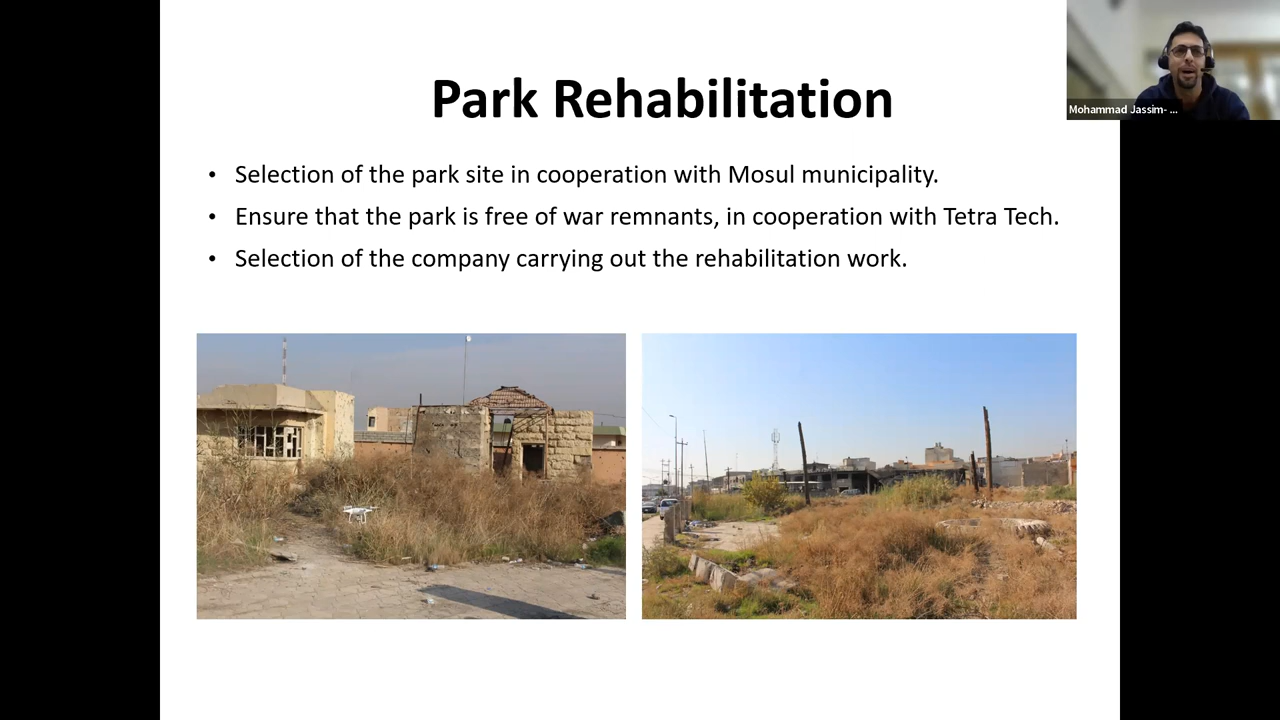 Park Rehabilitation
• Selection of the park site in cooperation with Mosul municipality.
• Ensure that the park is free of war remnants, in cooperation with Tetra Tech.
• Selection of the company carrying out the rehabilitation work.
Mohammad Jassim- ...